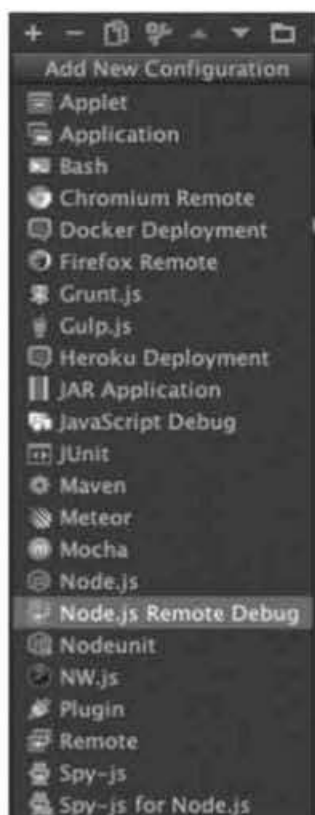 Add New Configuration
Applet
Application
Bash
Chromium Remote
Docker Deployment
Firefox Remote
Grunt.js
Gulp.js
Heroku Deployment
JAR Application
JavaScript Debug
JUnit
Maven
Meteor
Mocha
Node.js
Node.js Remote Debug
Nodeunit
NW.js
Plugin
Remote
Spy-js
Spy-js for Node.js